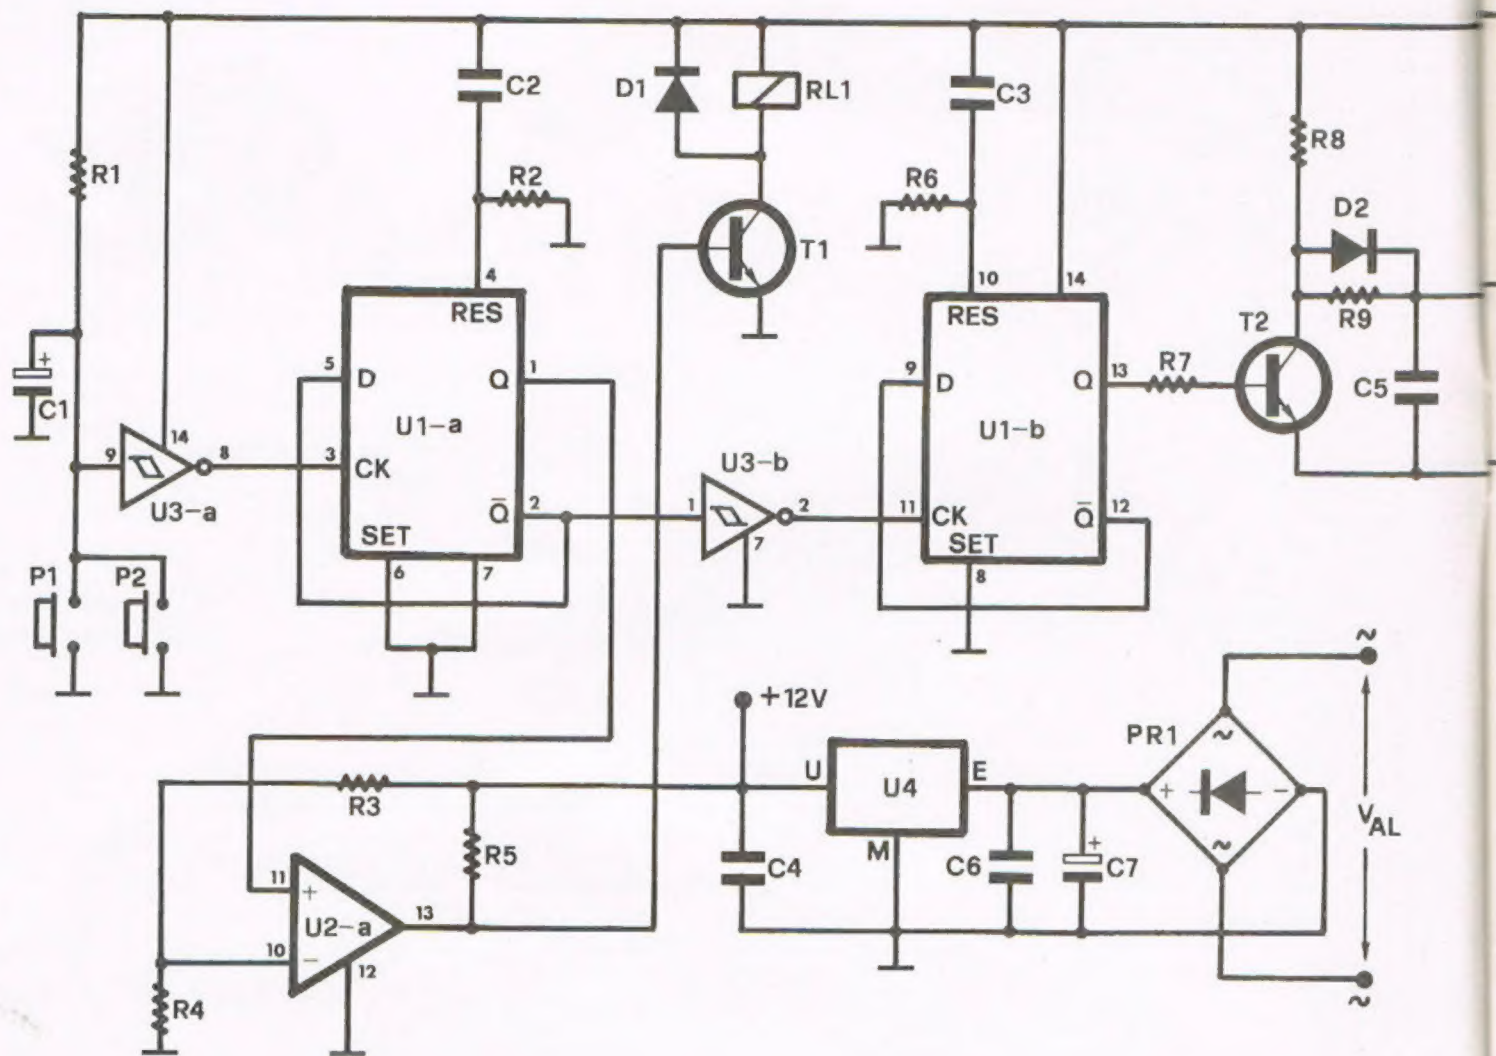 C2
D1
RL1
C3
R8
R1
R2
R6
D2
T1
4
RES
10
14
RES
R9
T2
+
C1
5
D
Q
1
9
D
Q
13
R7
C5
14
U1-a
U1-b
9
8
3
CK
U3-b
U3-a
Q̅
2
1
2
11
CK
Q̅
12
SET
7
SET
6
7
8
P1
P2
~
+12V
PR1
~
U
U4
E
R3
+
-
VAL
M
+
R5
C4
C6
C7
~
11
+
13
U2-a
10
-
12
R4
~